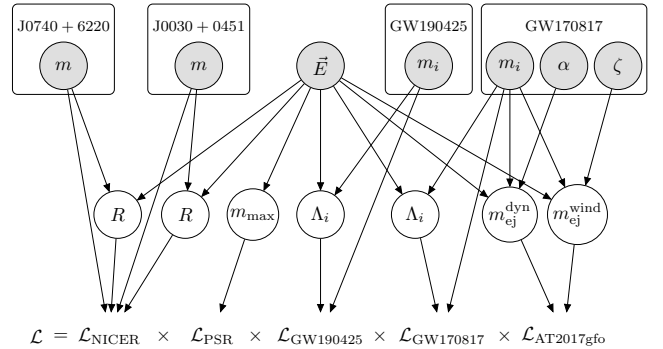 J0740 + 6220 J0030 + 0451 GW190425 GW170817
m m E⃗ m_i m_i α ζ
R R m_max Λ_i Λ_i m_ej^dyn m_ej^wind
ℒ = ℒ_NICER × ℒ_PSR × ℒ_GW190425 × ℒ_GW170817 × ℒ_AT2017gfo